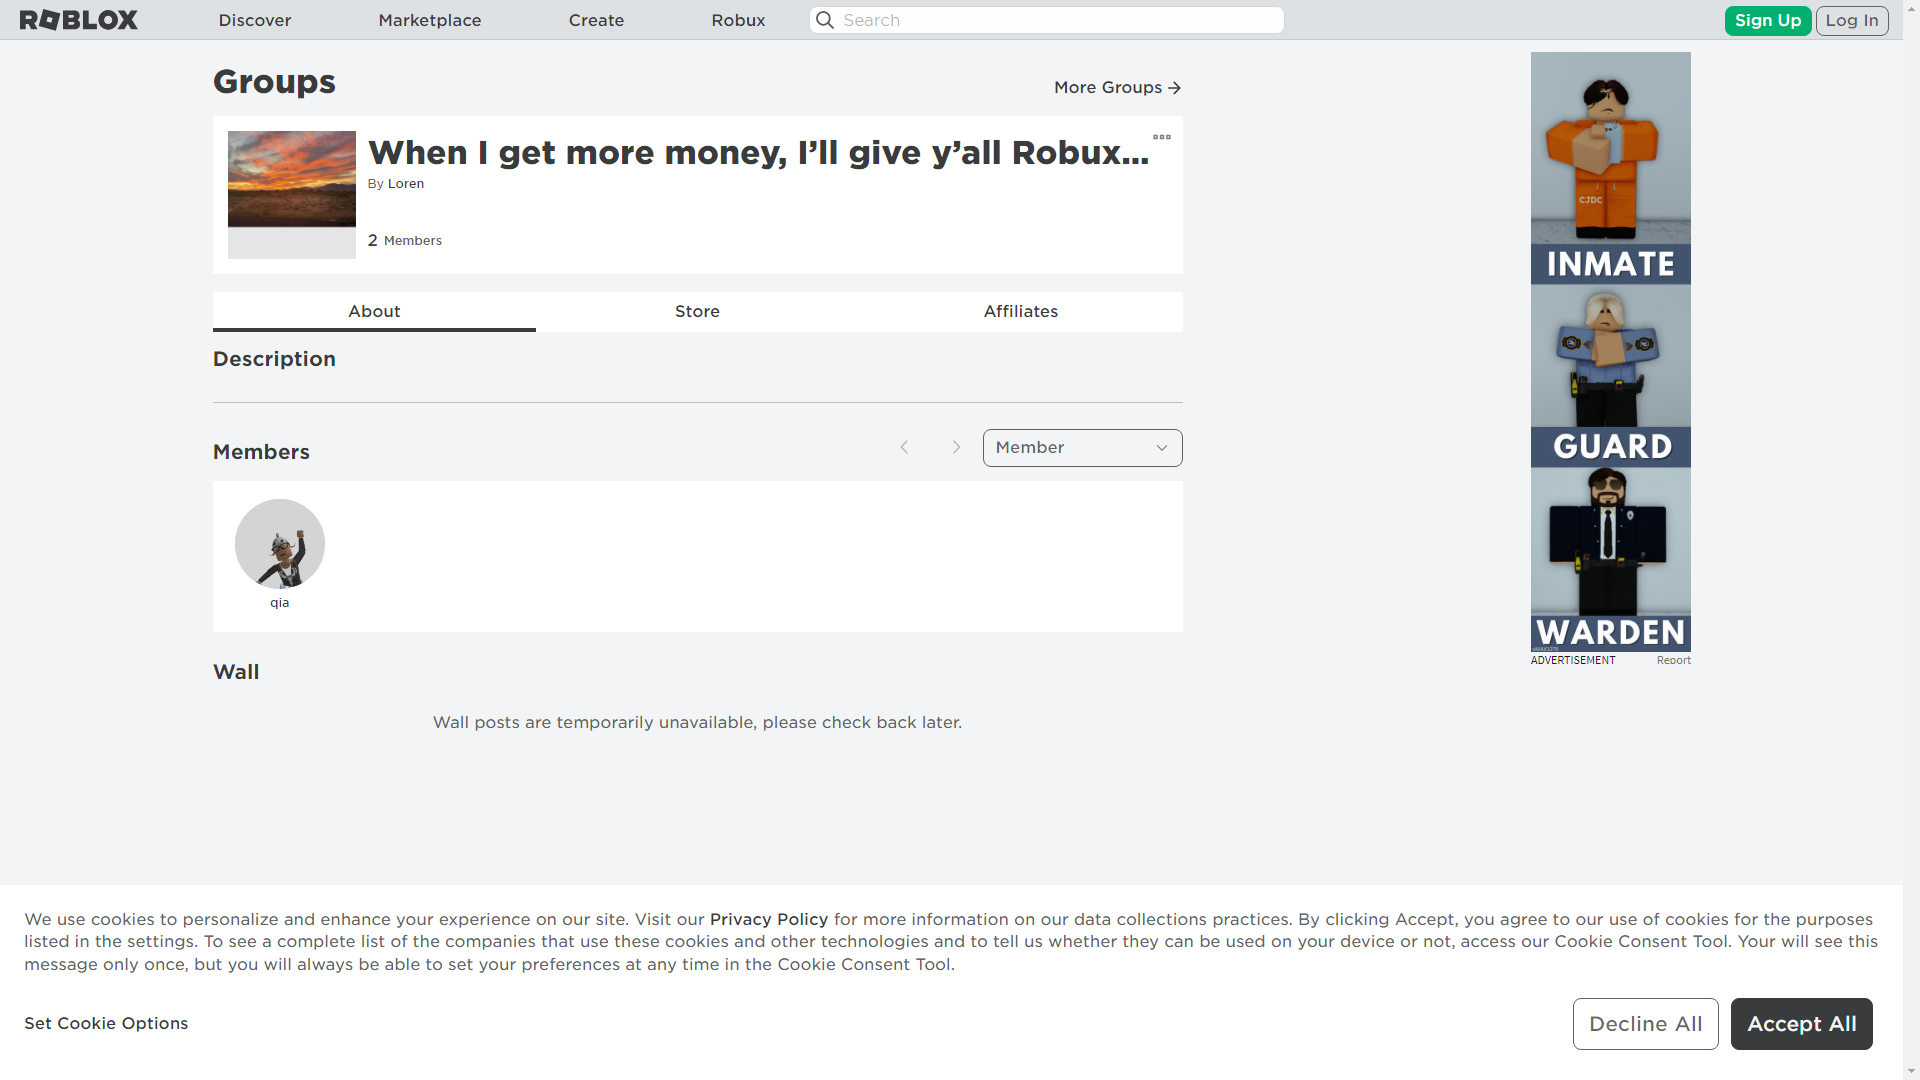 ROBLOX
Discover
Marketplace
Create
Robux
Search
Sign Up
Log In
Groups
More Groups
When I get more money, I’ll give y’all Robux...
By Loren
2 Members
About
Store
Affiliates
Description
Members
Member
qia
Wall
Wall posts are temporarily unavailable, please check back later.
CJDC
INMATE
GUARD
WARDEN
ADVERTISEMENT
Report
We use cookies to personalize and enhance your experience on our site. Visit our Privacy Policy for more information on our data collections practices. By clicking Accept, you agree to our use of cookies for the purposes
listed in the settings. To see a complete list of the companies that use these cookies and other technologies and to tell us whether they can be used on your device or not, access our Cookie Consent Tool. Your will see this
message only once, but you will always be able to set your preferences at any time in the Cookie Consent Tool.
Set Cookie Options
Decline All
Accept All